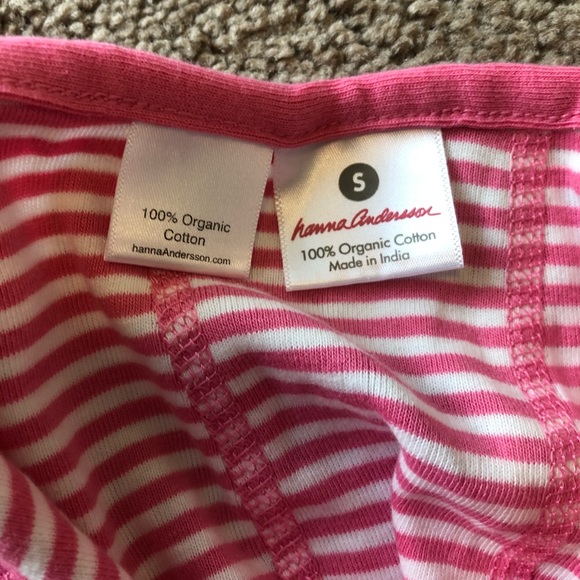 100% Organic
Cotton
hannaAndersson.com
S
hanna Andersson
100% Organic Cotton
Made in India